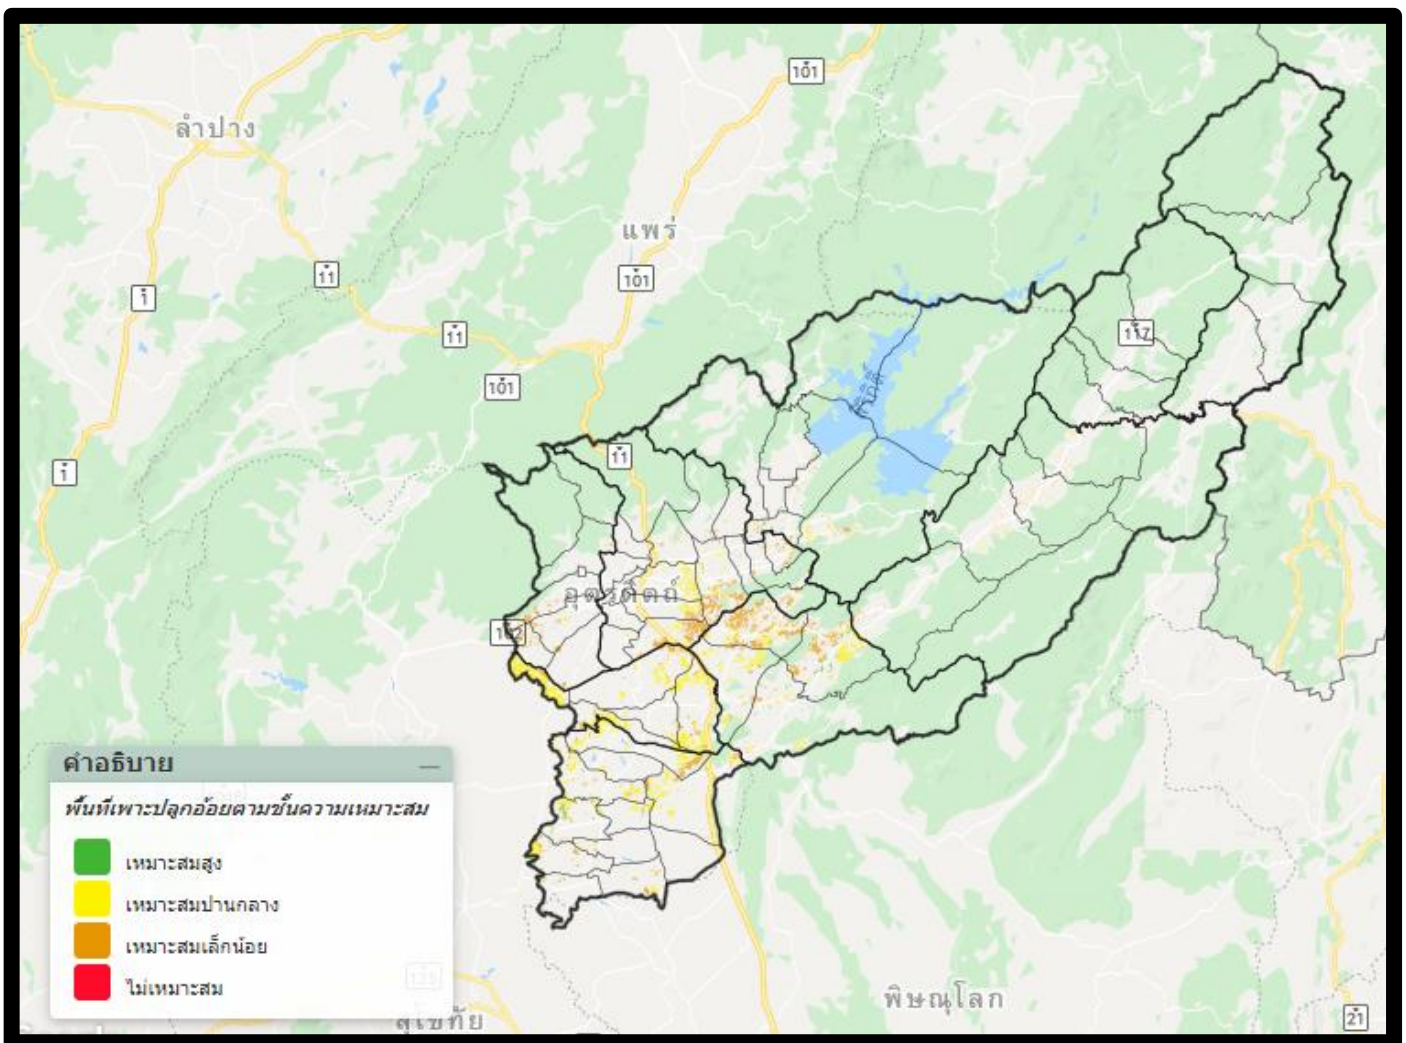 101
ลำปาง
แพร่
11
101
1
11
117
101
11
1
อุตรดิตถ์
102
คำอธิบาย
พื้นที่เพาะปลูกอ้อยตามชั้นความเหมาะสม
เหมาะสมสูง
เหมาะสมปานกลาง
เหมาะสมเล็กน้อย
ไม่เหมาะสม
พิษณุโลก
สุโขทัย
21